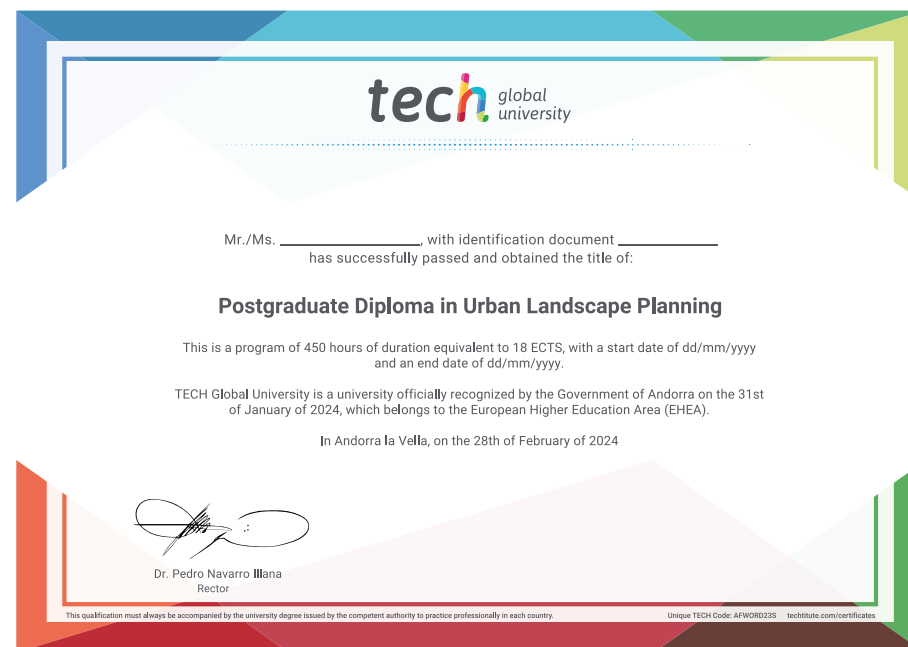 tech global university
Mr./Ms. ____________, with identification document ____________
has successfully passed and obtained the title of:
Postgraduate Diploma in Urban Landscape Planning
This is a program of 450 hours of duration equivalent to 18 ECTS, with a start date of dd/mm/yyyy
and an end date of dd/mm/yyyy.
TECH Global University is a university officially recognized by the Government of Andorra on the 31st
of January of 2024, which belongs to the European Higher Education Area (EHEA).
In Andorra la Vella, on the 28th of February of 2024
Dr. Pedro Navarro Illana
Rector
This qualification must always be accompanied by the university degree issued by the competent authority to practice professionally in each country.
Unique TECH Code: AFWORD23S techtitute.com/certificates